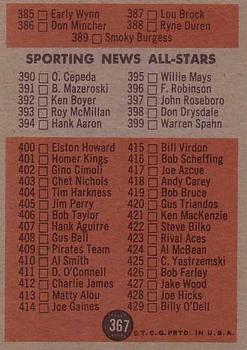 385 Early Wynn
386 Don Mincher
387 Lou Brock
388 Ryne Duren
389 Smoky Burgess
SPORTING NEWS ALL-STARS
390 O. Cepeda
391 B. Mazeroski
392 Ken Boyer
393 Roy McMillan
394 Hank Aaron
395 Willie Mays
396 F. Robinson
397 John Roseboro
398 Don Drysdale
399 Warren Spahn
400 Elston Howard
401 Homer Kings
402 Gino Cimoli
403 Chet Nichols
404 Tim Harkness
405 Jim Perry
406 Bob Taylor
407 Hank Aguirre
408 Gus Bell
409 Pirates Team
410 Al Smith
411 D. O'Connell
412 Charlie James
413 Matty Alou
414 Joe Gaines
415 Bill Virdon
416 Bob Scheffing
417 Joe Azcue
418 Andy Carey
419 Bob Bruce
420 Gus Triandos
421 Ken MacKenzie
422 Steve Bilko
423 Rival Aces
424 Al McBean
425 C. Yastrzemski
426 Bob Farley
427 Jake Wood
428 Joe Hicks
429 Billy O'Dell
367
© T.C.G. PRTD. IN U.S.A.